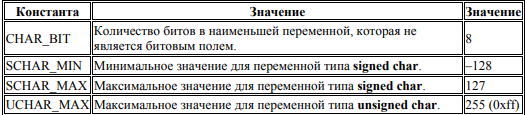 Константа Значение Значение
CHAR_BIT Количество битов в наименьшей переменной, которая не является битовым полем. 8
SCHAR_MIN Минимальное значение для переменной типа signed char. –128
SCHAR_MAX Максимальное значение для переменной типа signed char. 127
UCHAR_MAX Максимальное значение для переменной типа unsigned char. 255 (0xff)